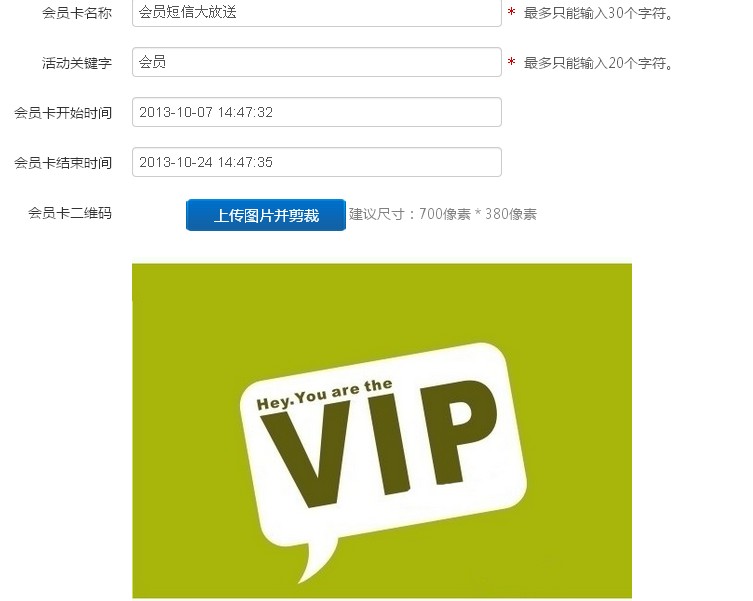 会员卡名称 会员短信大放送 * 最多只能输入30个字符。
活动关键字 会员 * 最多只能输入20个字符。
会员卡开始时间 2013-10-07 14:47:32
会员卡结束时间 2013-10-24 14:47:35
会员卡二维码 上传图片并剪裁 建议尺寸：700像素 * 380像素
Hey.You are the
VIP